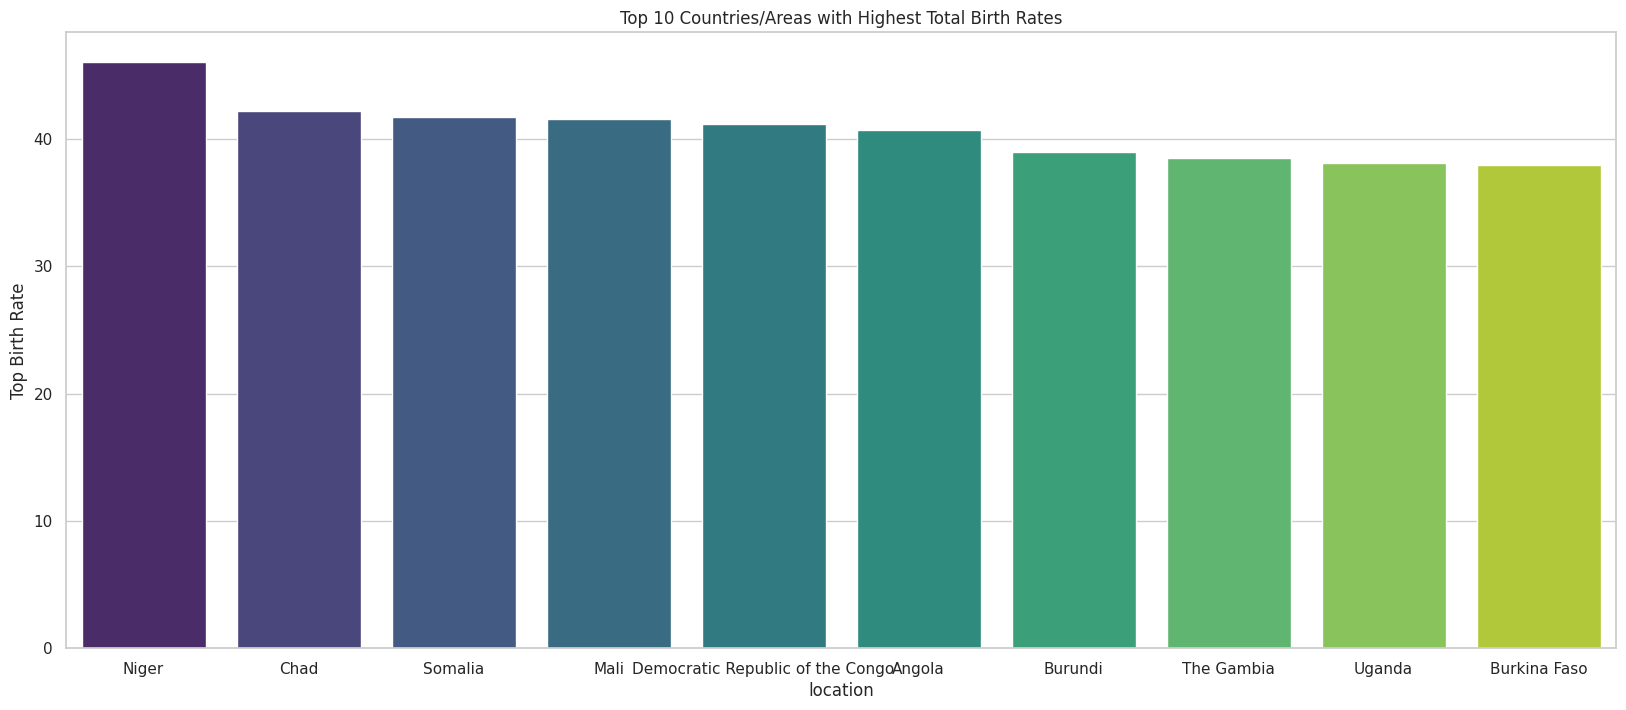 Top 10 Countries/Areas with Highest Total Birth Rates
Top Birth Rate
40
30
20
10
0
Niger
Chad
Somalia
Mali
Democratic Republic of the Congo
Angola
Burundi
The Gambia
Uganda
Burkina Faso
location